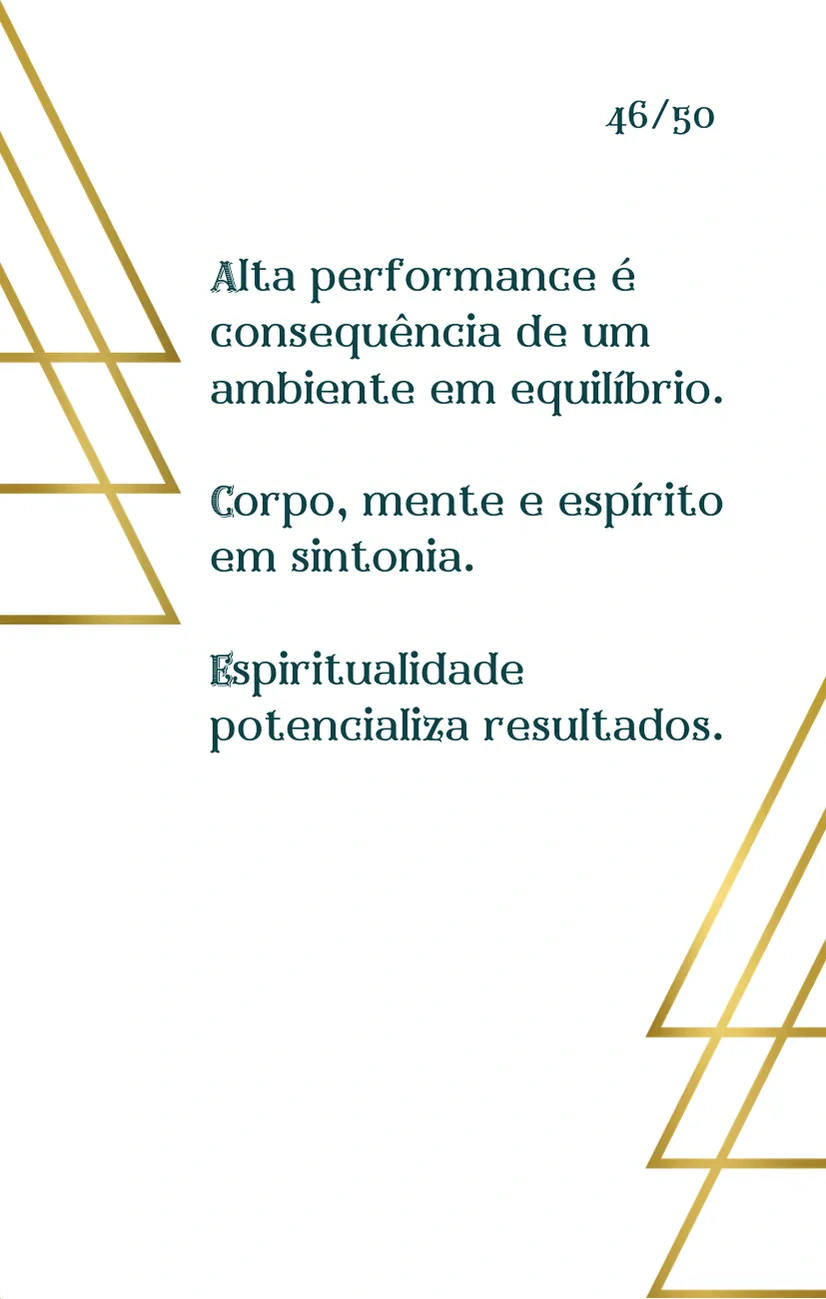 46/50
Alta performance é
consequência de um
ambiente em equilíbrio.
Corpo, mente e espírito
em sintonia.
Espiritualidade
potencializa resultados.